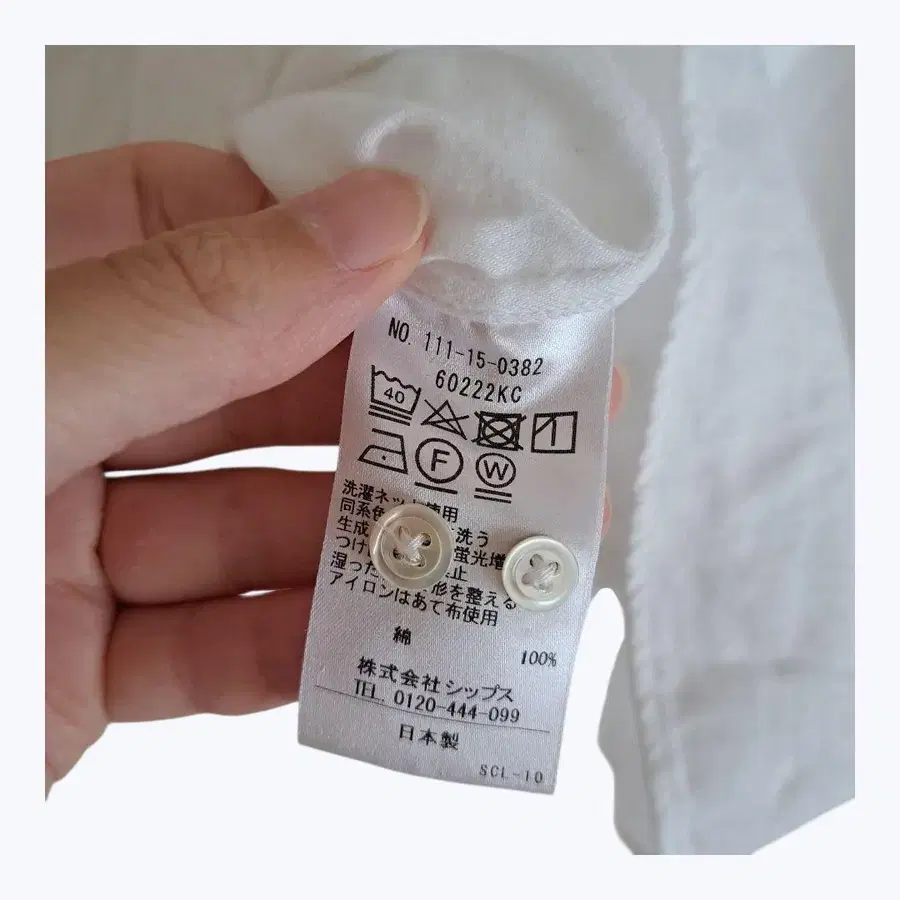 NO. 111-15-0382
60222KC
40
F
W
洗濯ネット使用
同系色 洗う
生成 蛍光増
つけ 止
湿った 形を整える
アイロンはあて布使用
綿
100%
株式会社シップス
TEL. 0120-444-099
日本製
SCL-10